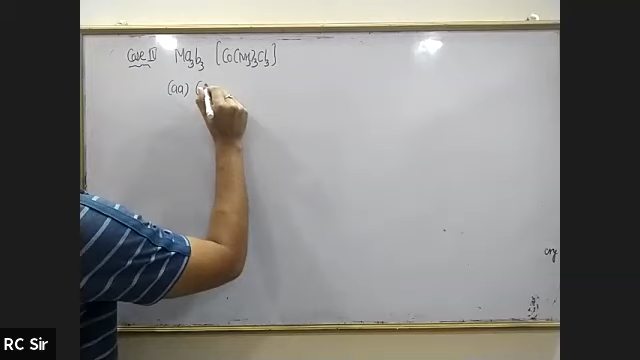 Case IV Ma3b3 [Co(NH3)3Cl3]
(aa) (
RC Sir